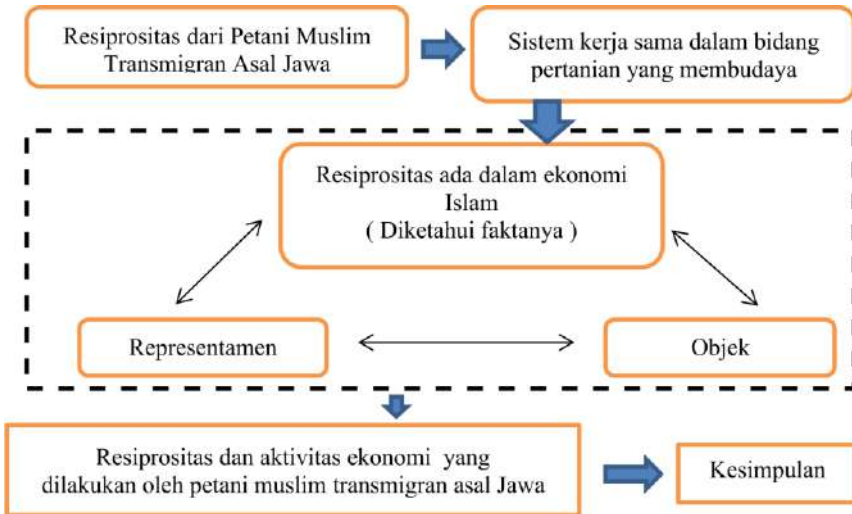 Resiprositas dari Petani Muslim
Transmigran Asal Jawa
Sistem kerja sama dalam bidang
pertanian yang membudaya
Resiprositas ada dalam ekonomi
Islam
( Diketahui faktanya )
Representamen
Objek
Resiprositas dan aktivitas ekonomi yang
dilakukan oleh petani muslim transmigran asal Jawa
Kesimpulan